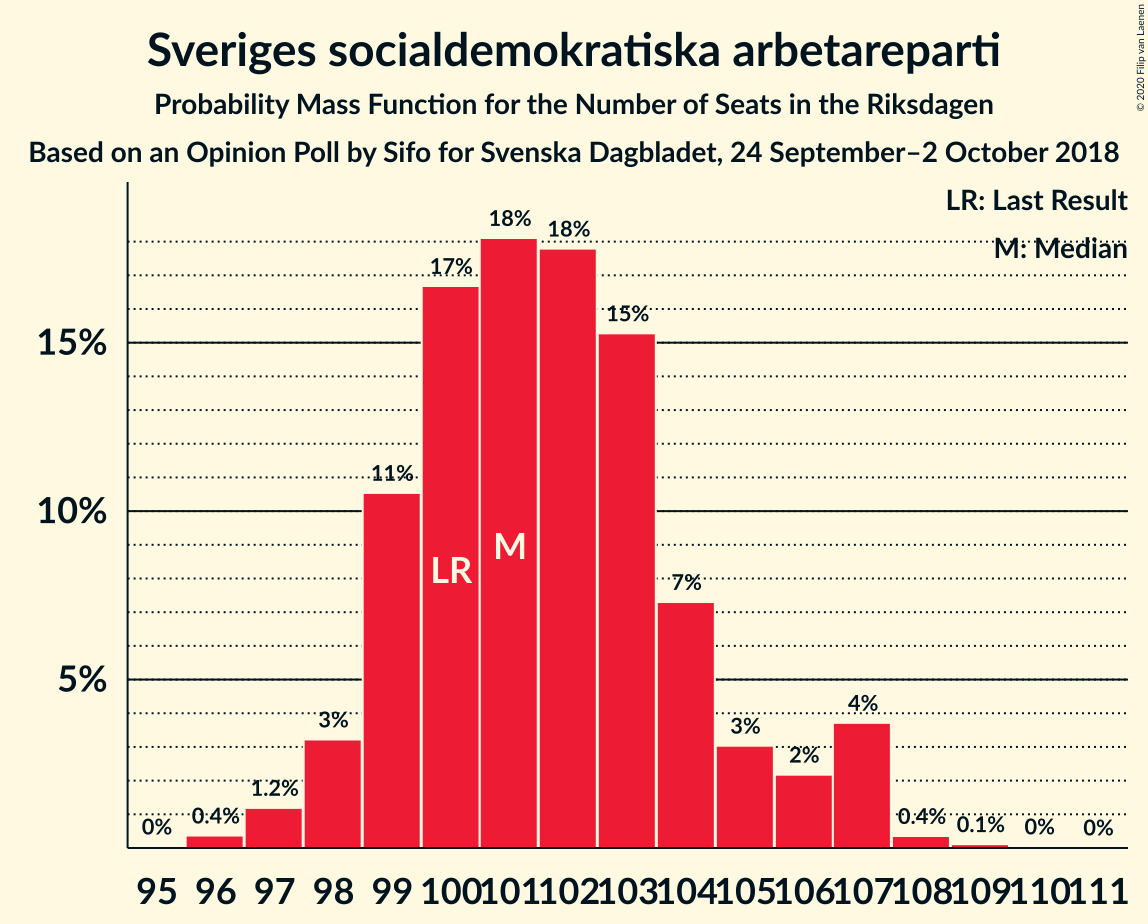 Sveriges socialdemokratiska arbetareparti
Probability Mass Function for the Number of Seats in the Riksdagen
Based on an Opinion Poll by Sifo for Svenska Dagbladet, 24 September–2 October 2018
© 2020 Filip van Laenen
LR: Last Result
M: Median
15%
10%
5%
0%
0.4%
1.2%
3%
11%
17%
18%
18%
15%
7%
3%
2%
4%
0.4%
0.1%
0%
0%
LR
M
95 96 97 98 99 100 101 102 103 104 105 106 107 108 109 110 111